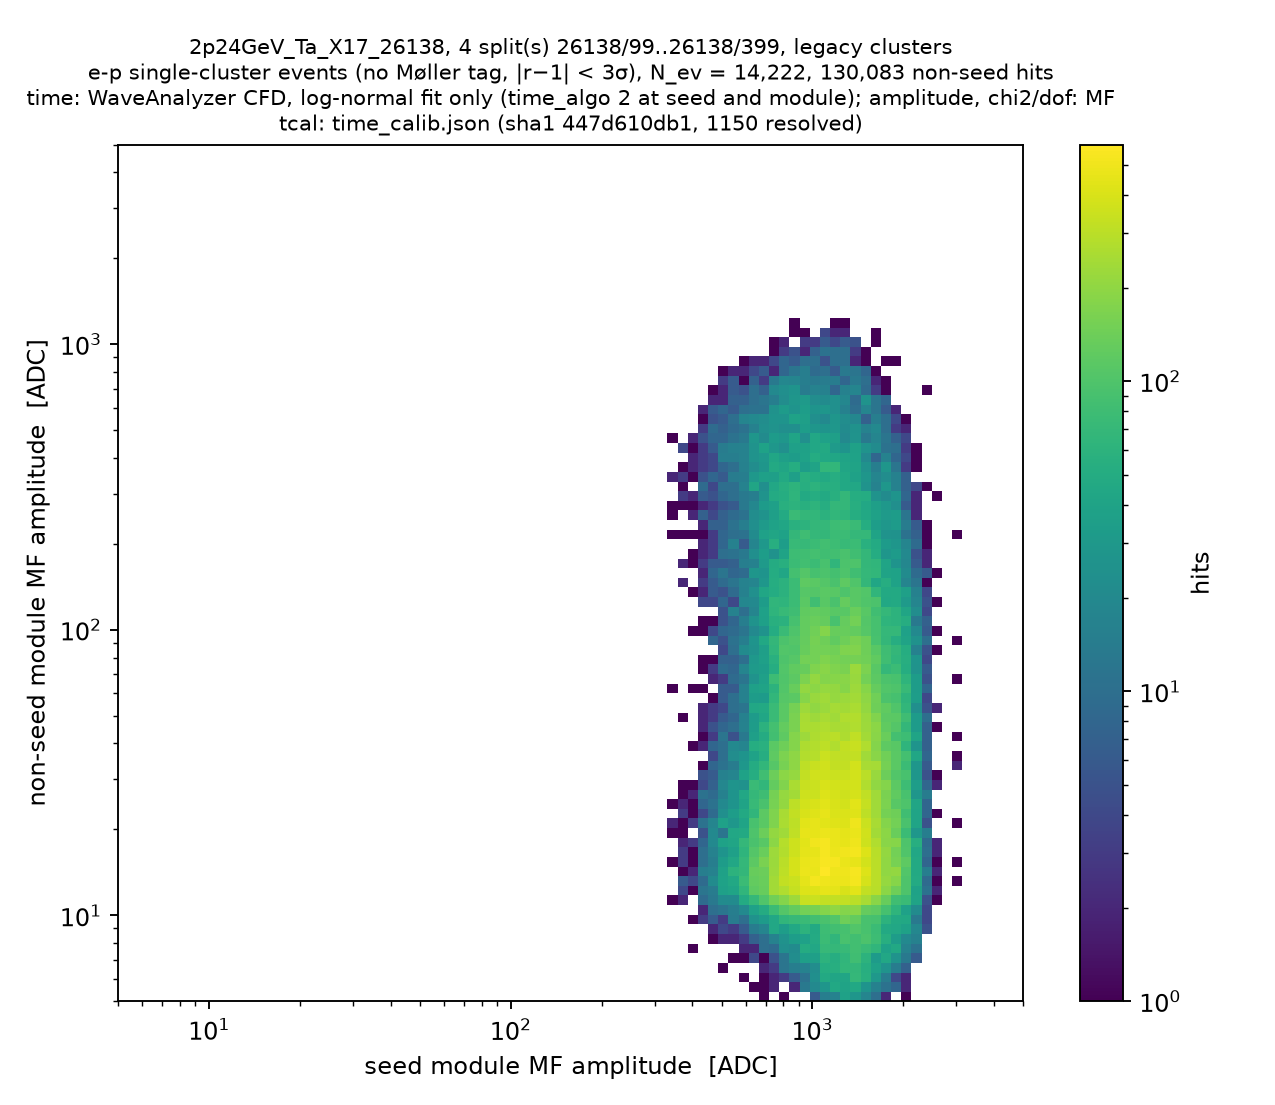 2p24GeV_Ta_X17_26138, 4 split(s) 26138/99..26138/399, legacy clusters
e-p single-cluster events (no Møller tag, |r−1| < 3σ), N_ev = 14,222, 130,083 non-seed hits
time: WaveAnalyzer CFD, log-normal fit only (time_algo 2 at seed and module); amplitude, chi2/dof: MF
tcal: time_calib.json (sha1 447d610db1, 1150 resolved)
non-seed module MF amplitude [ADC]
10³
10²
10¹
10¹
10²
10³
seed module MF amplitude [ADC]
10²
10¹
10⁰
hits